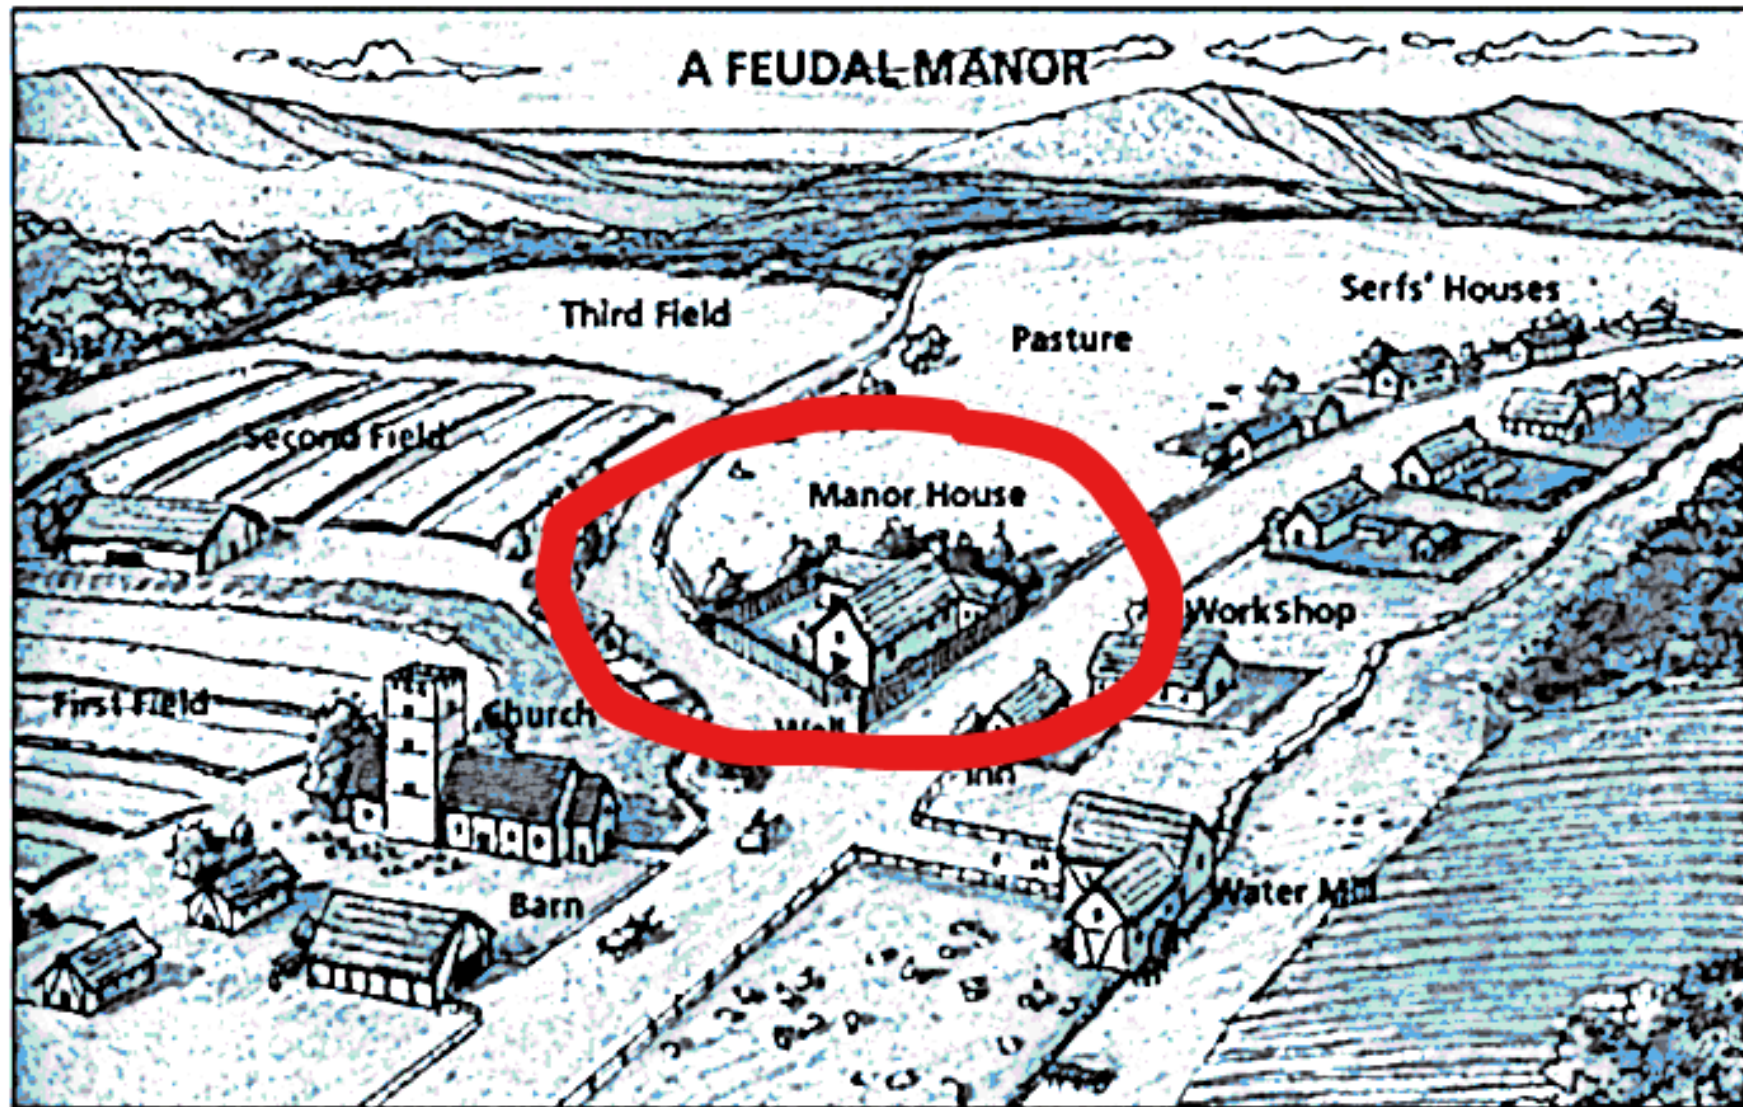 A FEUDAL MANOR
Serfs' Houses
Third Field
Pasture
Second Field
Manor House
Workshop
First Field
Church
Well
Inn
Water Mill
Barn